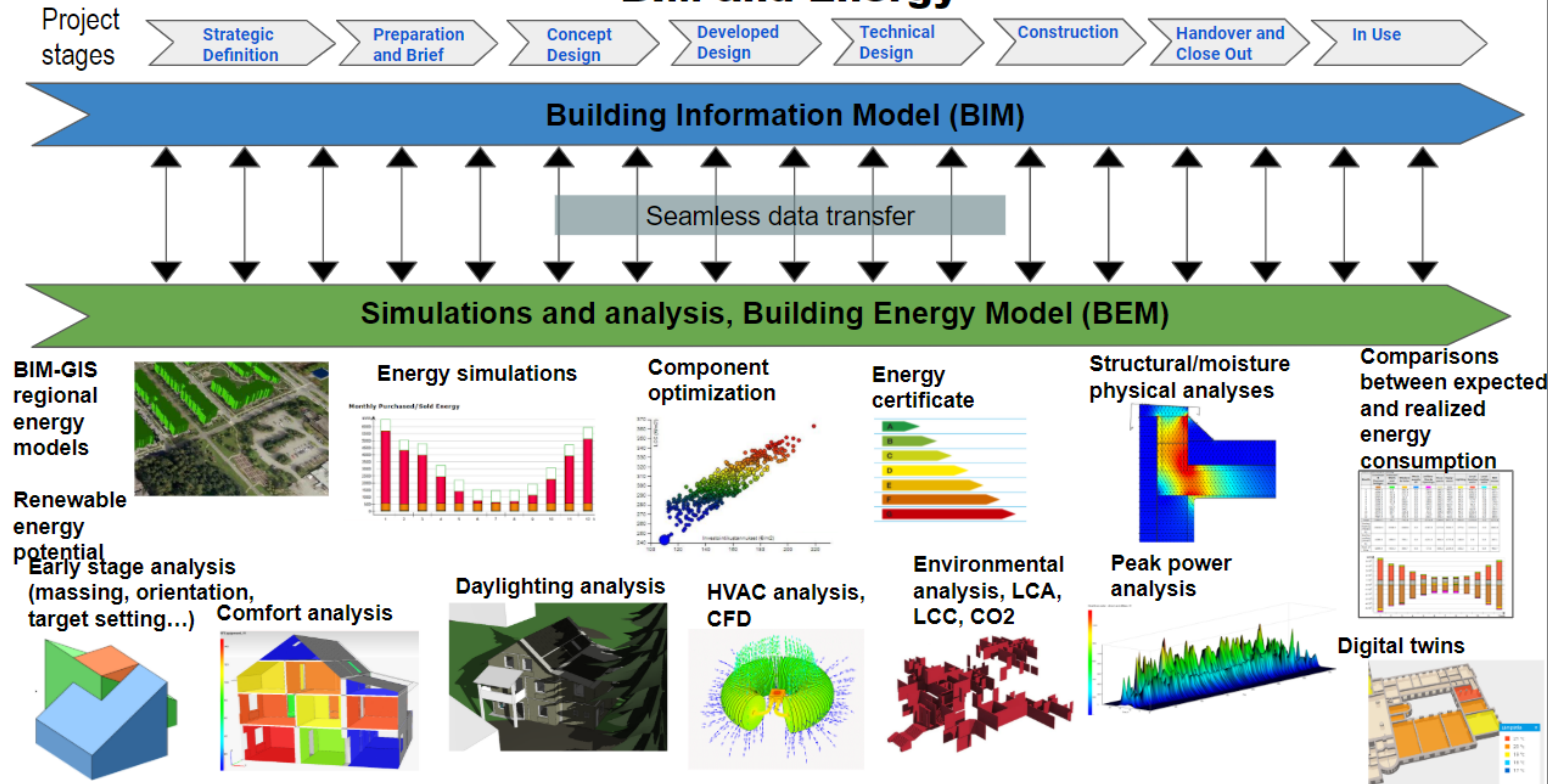 BIM and Energy
Project
stages
Strategic
Definition
Preparation
and Brief
Concept
Design
Developed
Design
Technical
Design
Construction
Handover and
Close Out
In Use
Building Information Model (BIM)
Seamless data transfer
Simulations and analysis, Building Energy Model (BEM)
BIM-GIS
regional
energy
models
Renewable
energy
potential
Energy simulations
Monthly Purchased/Sold Energy
Component
optimization
Energy
certificate
A
B
C
D
E
F
G
Structural/moisture
physical analyses
Comparisons
between expected
and realized
energy
consumption
Early stage analysis
(massing, orientation,
target setting…)
Comfort analysis
Daylighting analysis
HVAC analysis,
CFD
Environmental
analysis, LCA,
LCC, CO2
Peak power
analysis
Digital twins